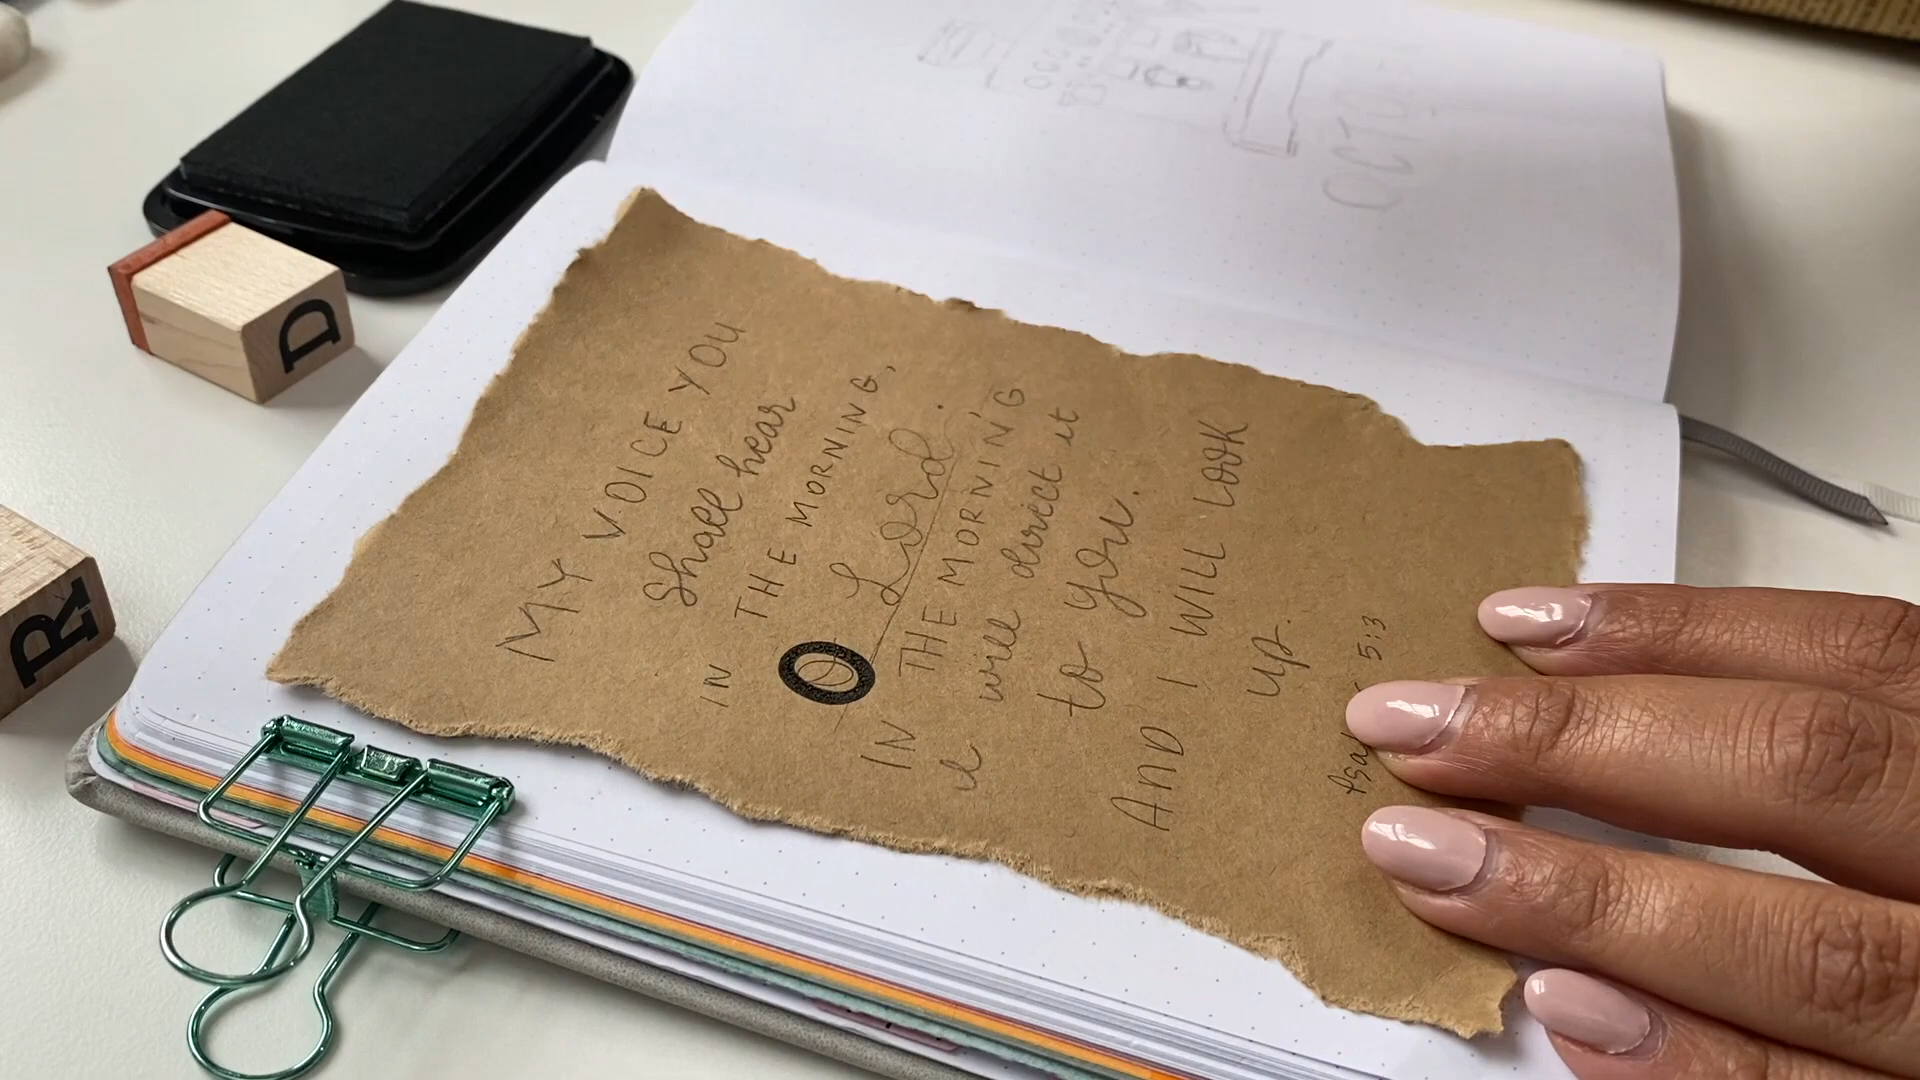 MY VOICE YOU
shall hear
IN THE MORNING,
O Lord.
IN THE MORNING
I will direct it
to you.
AND I WILL LOOK
up.
5:3
D
R